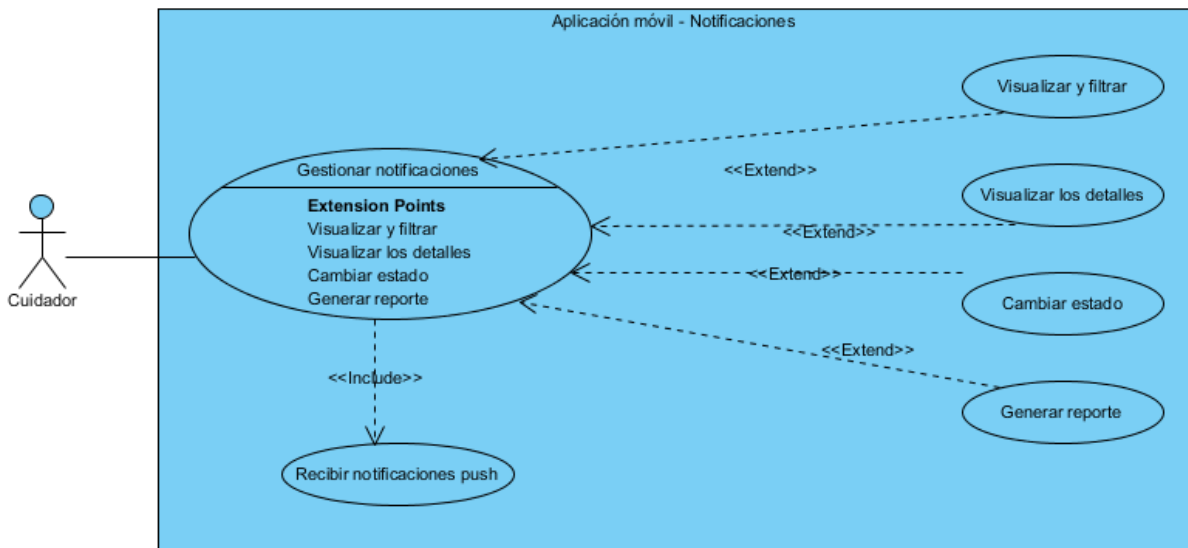 Aplicación móvil - Notificaciones
Visualizar y filtrar
Gestionar notificaciones
<<Extend>>
Extension Points
Visualizar y filtrar
Visualizar los detalles
Cambiar estado
Generar reporte
Visualizar los detalles
<<Extend>>
<<Extend>>
Cuidador
Cambiar estado
<<Extend>>
<<Include>>
Generar reporte
Recibir notificaciones push